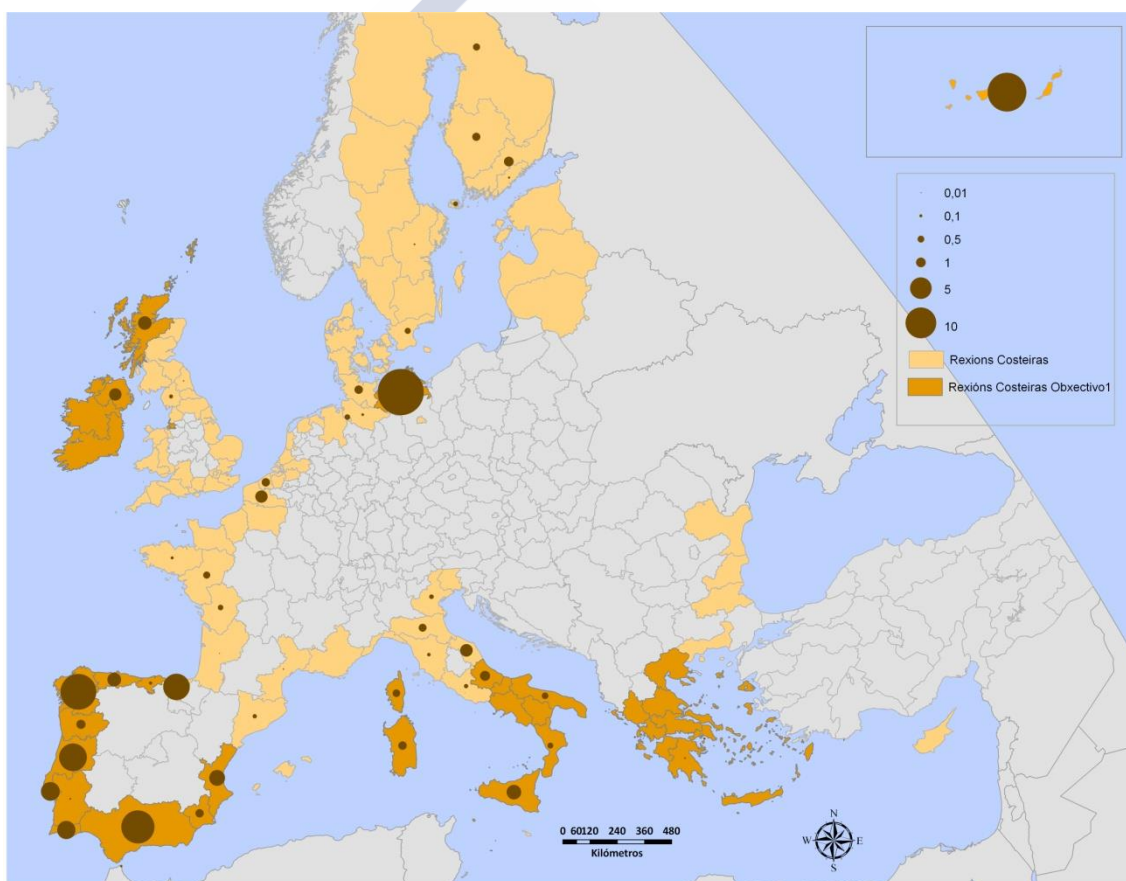 0,01
0,1
0,5
1
5
10
Rexions Costeiras
Rexións Costeiras Obxectivo1
N
W E
S
0 60120 240 360 480
Kilómetros